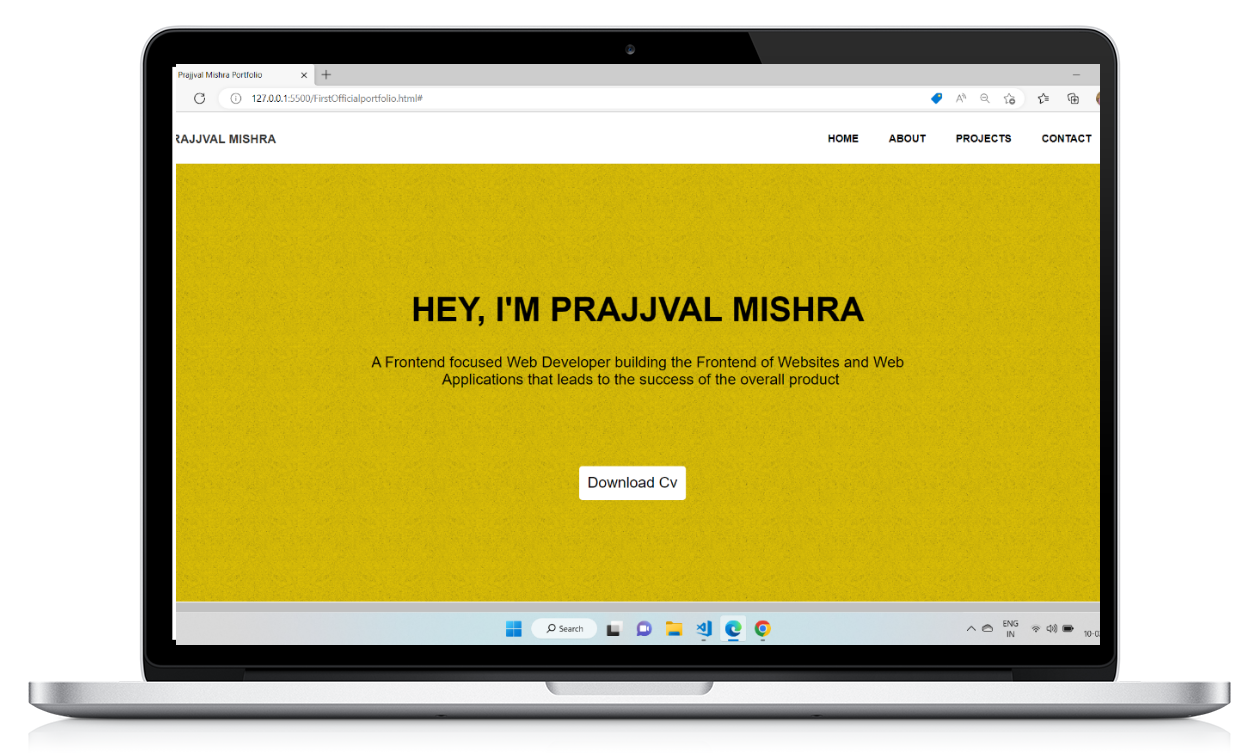 Prajjval Mishra Portfolio
127.0.0.1:5500/FirstOfficialportfolio.html#
RAJJVAL MISHRA
HOME ABOUT PROJECTS CONTACT
HEY, I'M PRAJJVAL MISHRA
A Frontend focused Web Developer building the Frontend of Websites and Web
Applications that leads to the success of the overall product
Download Cv
Search
ENG
IN